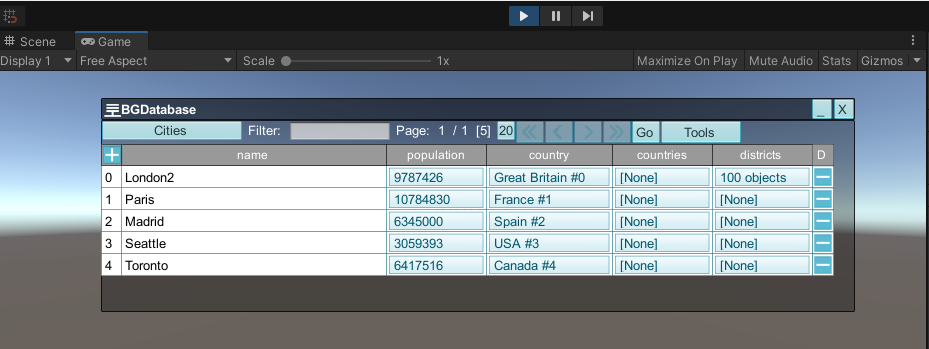 Scene Game
Display 1 Free Aspect Scale 1x Maximize On Play Mute Audio Stats Gizmos
BGDatabase _ X
Cities Filter: Page: 1 / 1 [5] 20 Go Tools
name population country countries districts D
0 London2 9787426 Great Britain #0 [None] 100 objects
1 Paris 10784830 France #1 [None] [None]
2 Madrid 6345000 Spain #2 [None] [None]
3 Seattle 3059393 USA #3 [None] [None]
4 Toronto 6417516 Canada #4 [None] [None]